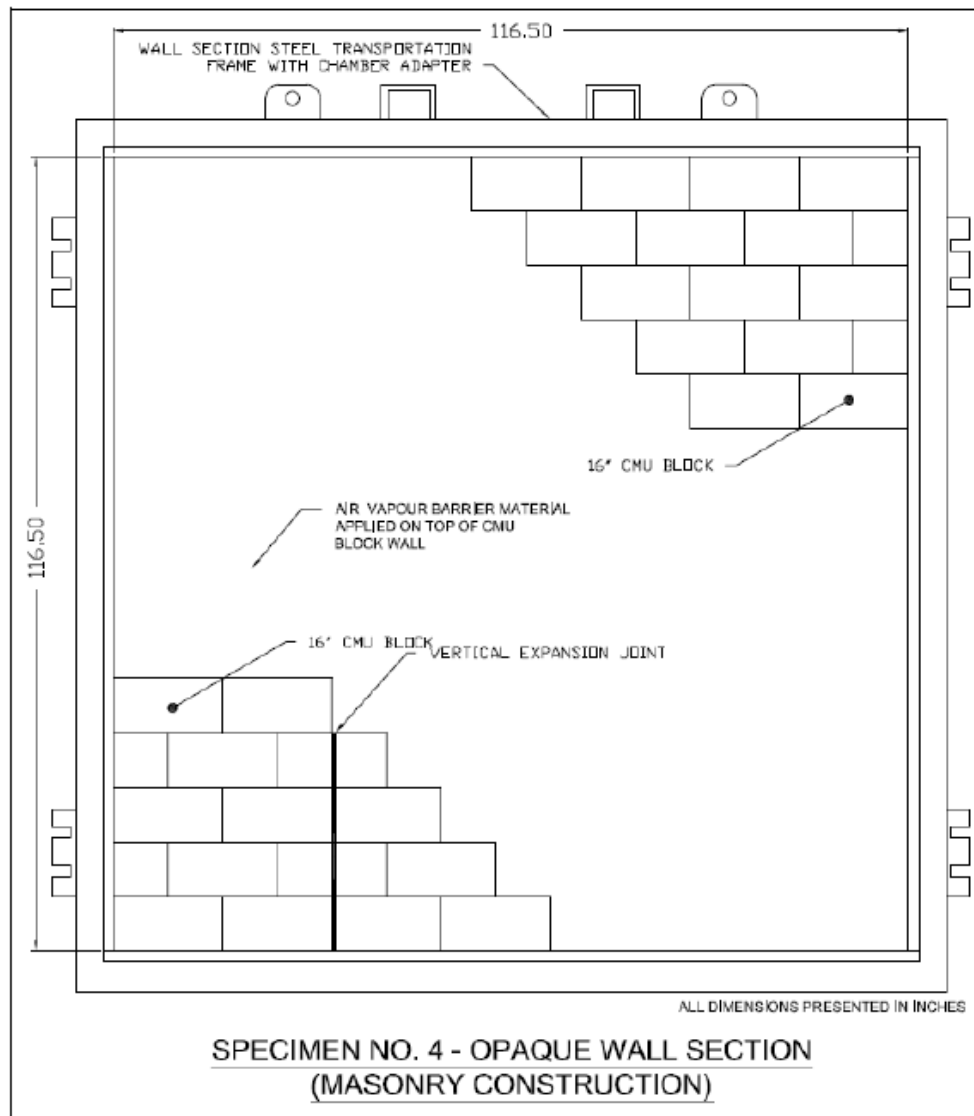 116.50
WALL SECTION STEEL TRANSPORTATION
FRAME WITH CHAMBER ADAPTER
16" CMU BLOCK
116.50
AIR VAPOUR BARRIER MATERIAL
APPLIED ON TOP OF CMU
BLOCK WALL
16" CMU BLOCK
VERTICAL EXPANSION JOINT
ALL DIMENSIONS PRESENTED IN INCHES
SPECIMEN NO. 4 - OPAQUE WALL SECTION
(MASONRY CONSTRUCTION)